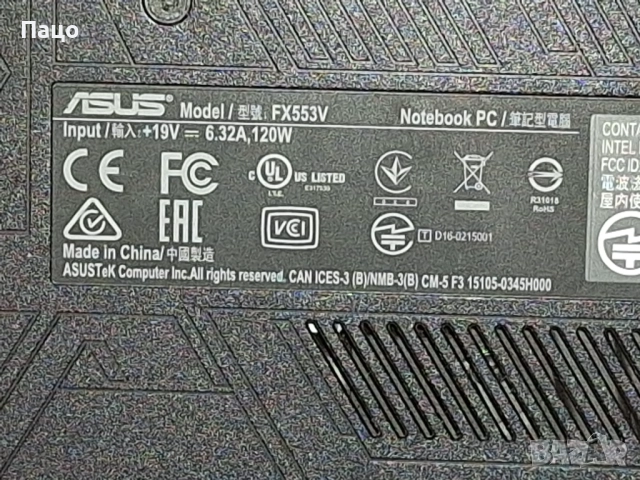 Пацо
ASUS Model / 型號: FX553V Notebook PC / 筆記型電腦
Input / 輸入: +19V ⎓ 6.32A, 120W
CE FC c UL US LISTED
I.T.E. E317530
R31018
RoHS
EAC VCI T D16-0215001
Made in China/ 中國製造
ASUSTeK Computer Inc.All rights reserved. CAN ICES-3 (B)/NMB-3(B) CM-5 F3 15105-0345H000
CONTA
INTEL
FCC ID
電波法
屋内使